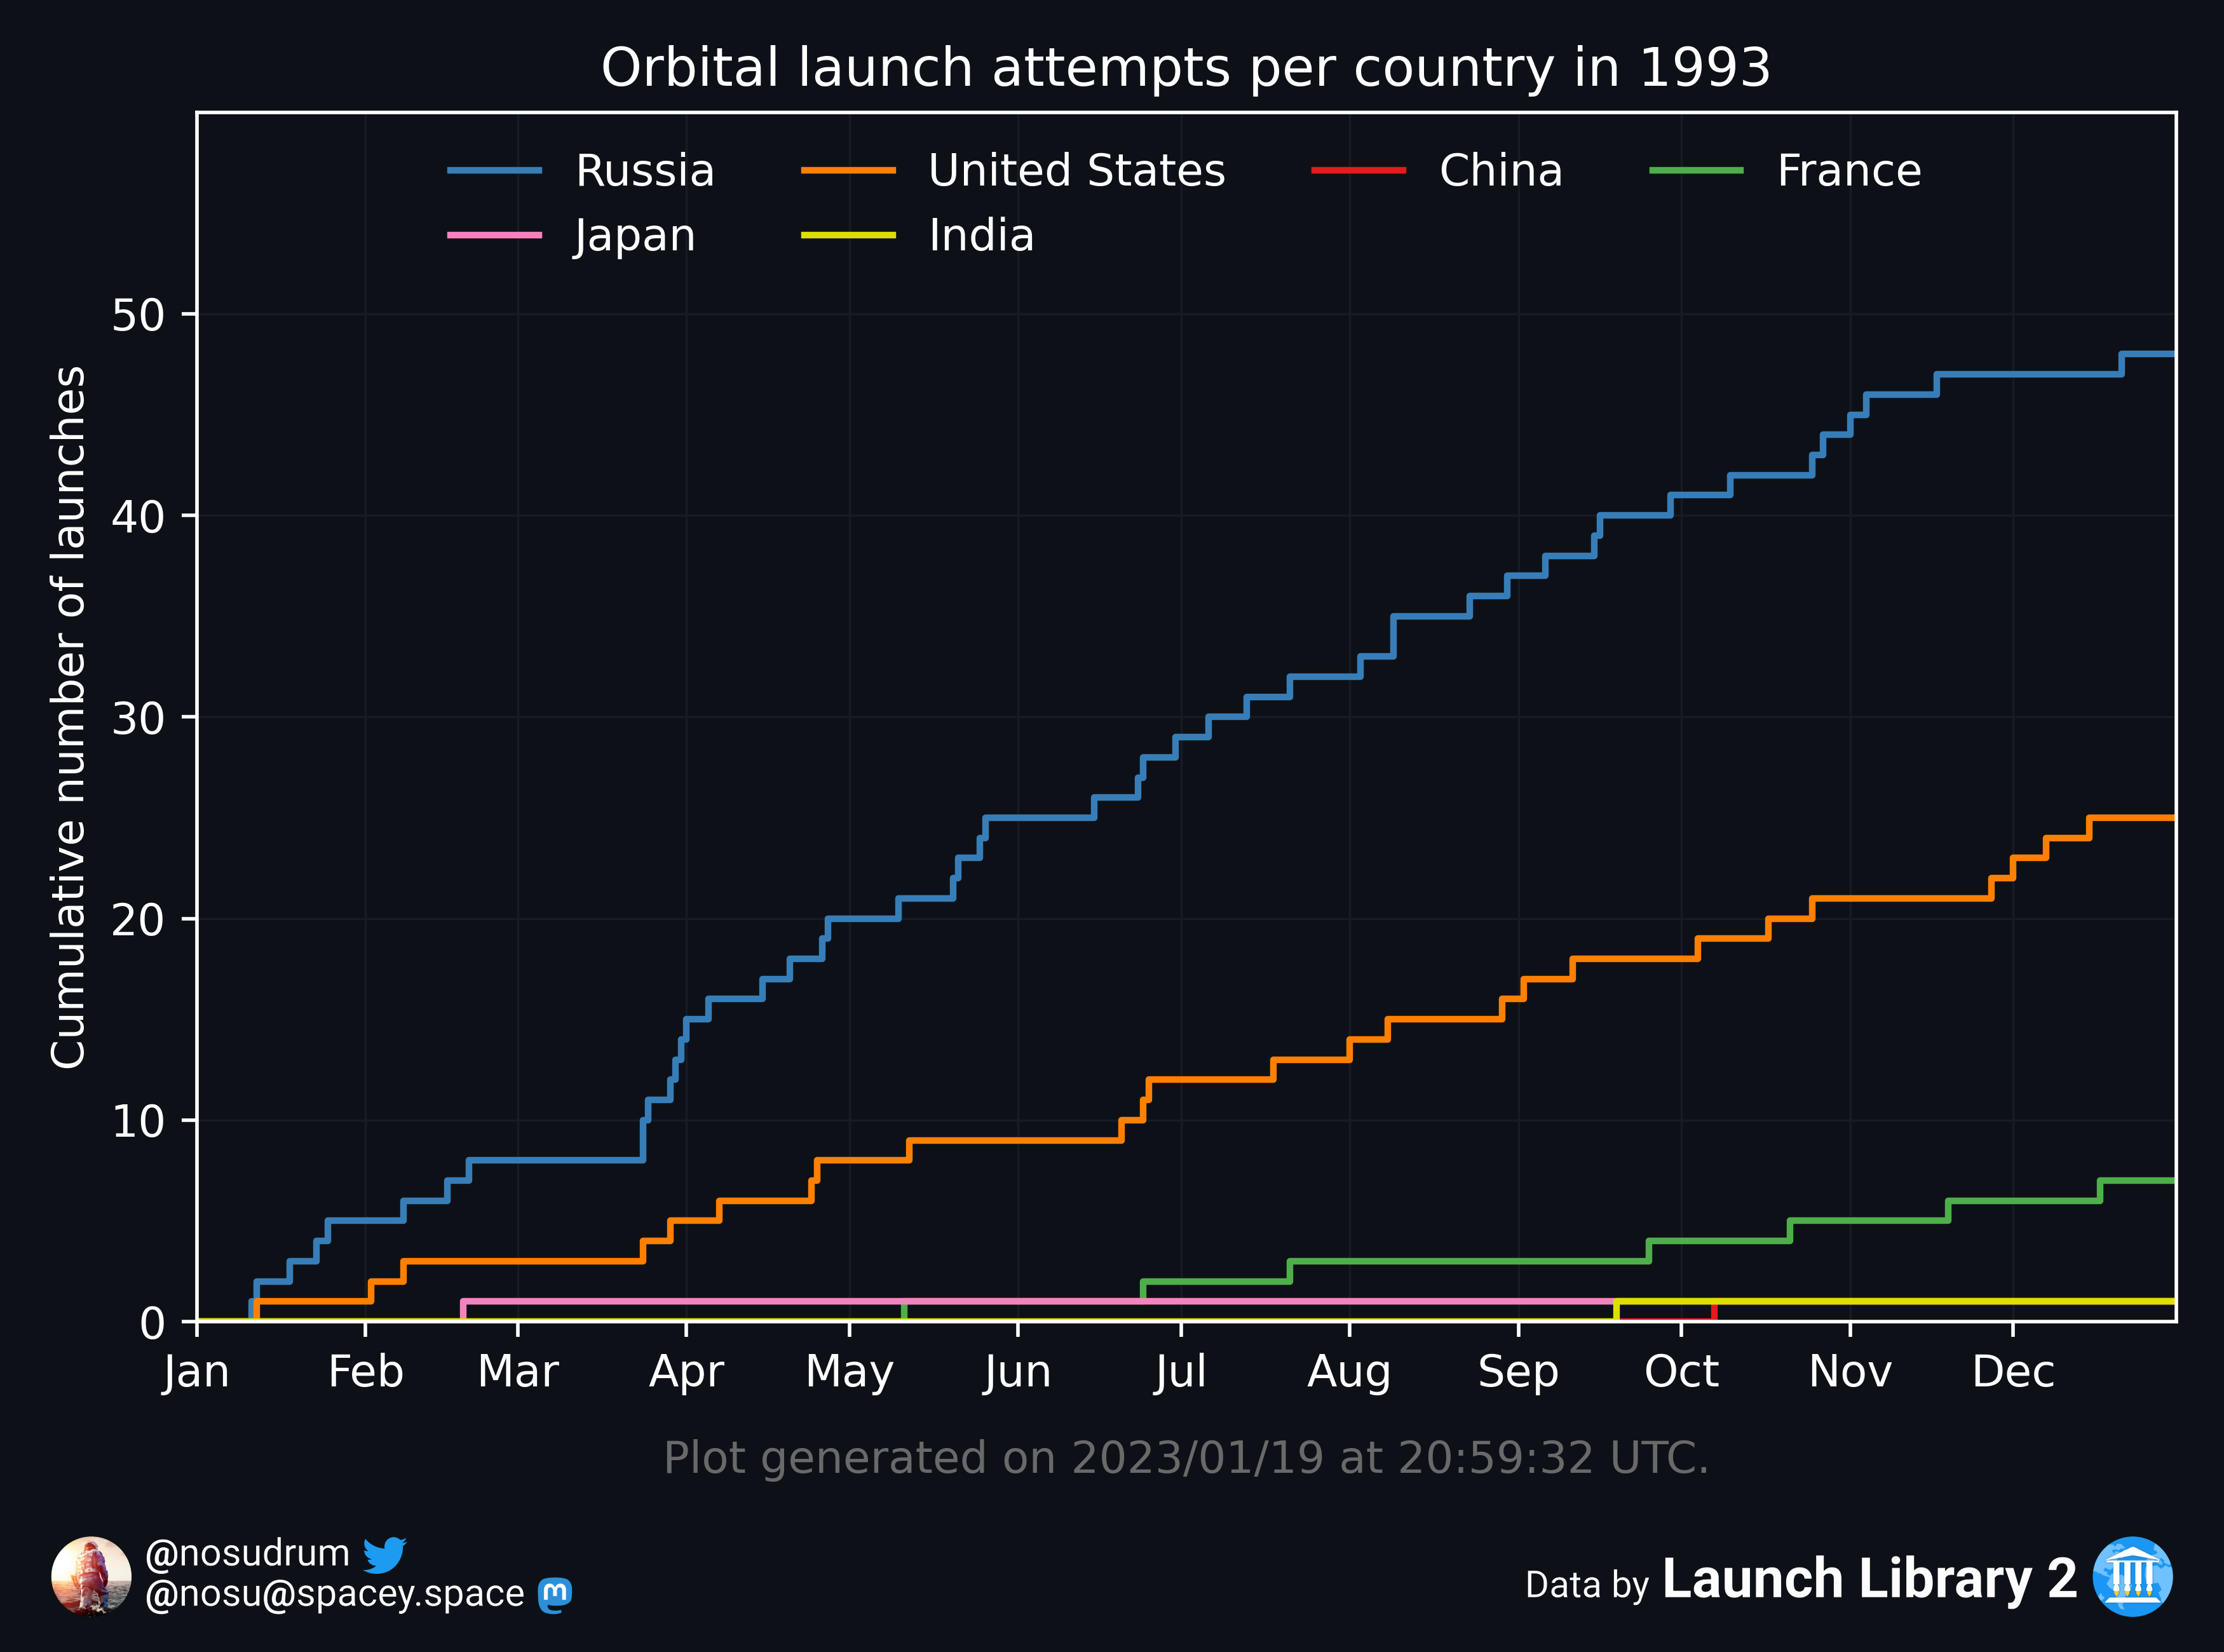 Orbital launch attempts per country in 1993
Russia United States China France
Japan India
Cumulative number of launches
50
40
30
20
10
0
Jan Feb Mar Apr May Jun Jul Aug Sep Oct Nov Dec
Plot generated on 2023/01/19 at 20:59:32 UTC.
@nosudrum
@nosu@spacey.space
Data by Launch Library 2